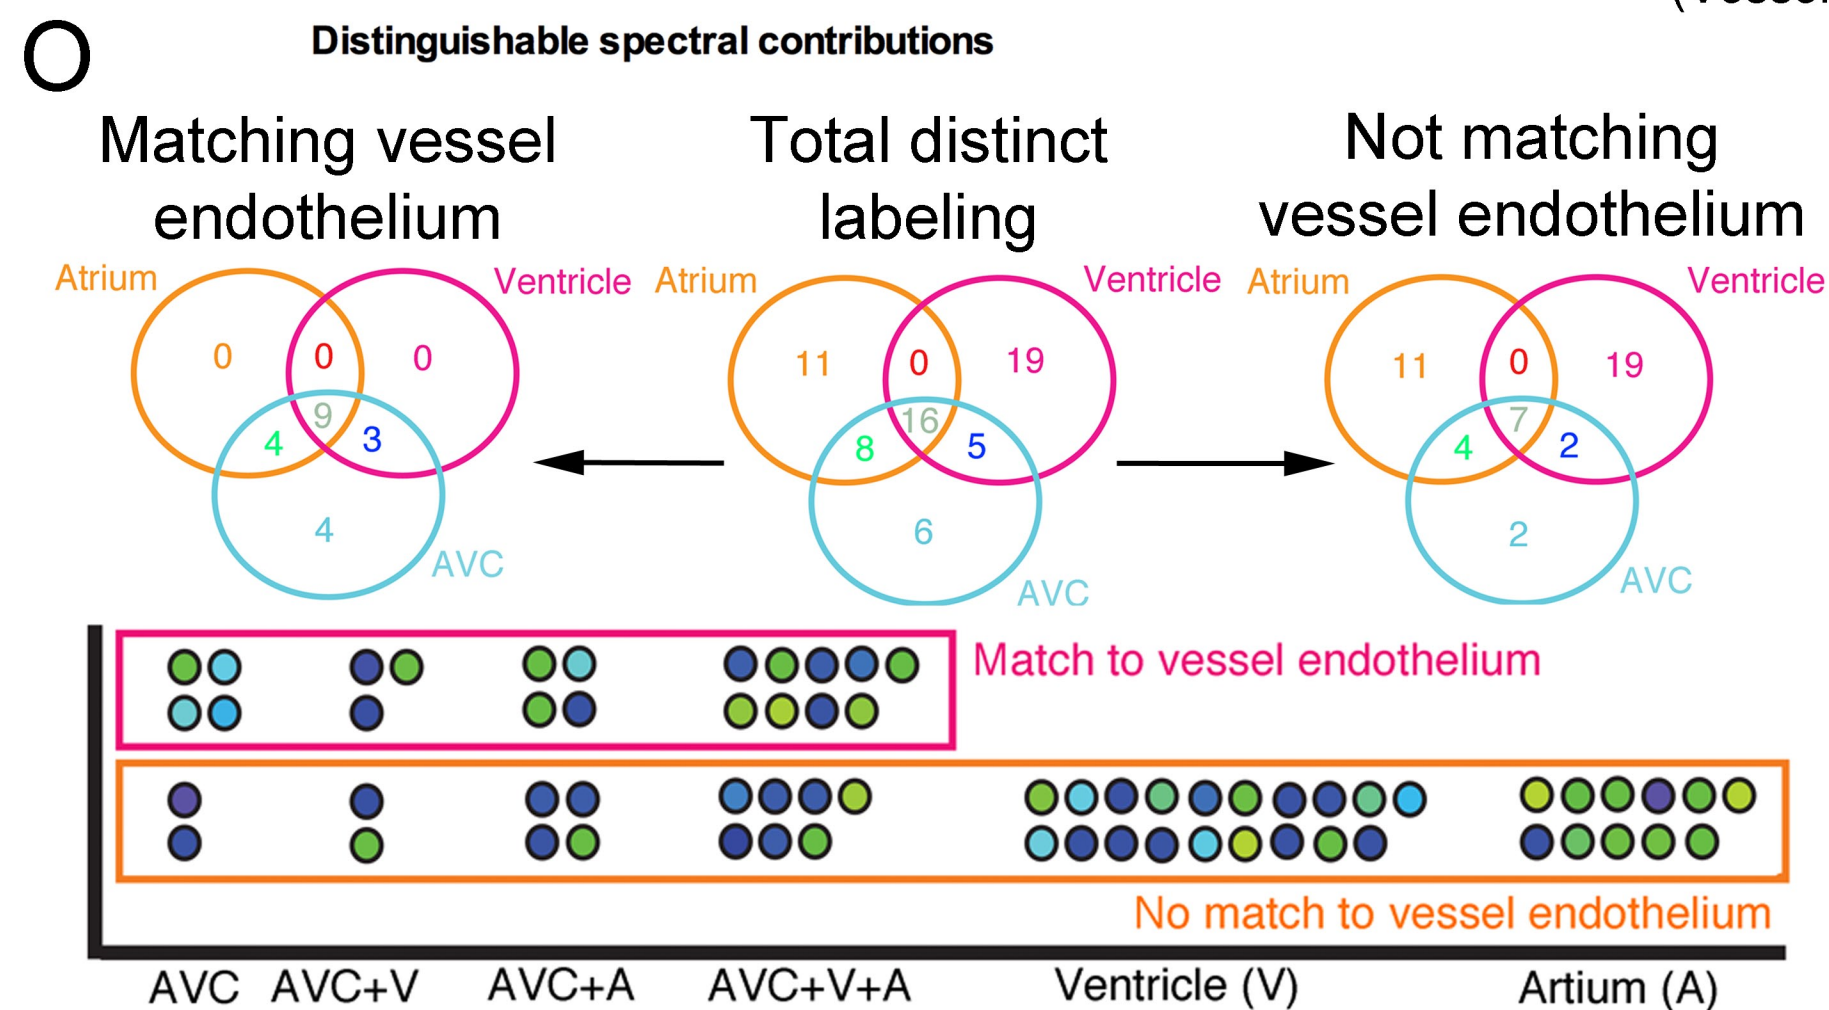 O
Distinguishable spectral contributions
Matching vessel
endothelium
Total distinct
labeling
Not matching
vessel endothelium
Atrium
Ventricle
0
0
0
9
4
3
4
AVC
Atrium
Ventricle
11
0
19
16
8
5
6
AVC
Atrium
Ventricle
11
0
19
7
4
2
2
AVC
Match to vessel endothelium
No match to vessel endothelium
AVC AVC+V AVC+A AVC+V+A Ventricle (V) Artium (A)